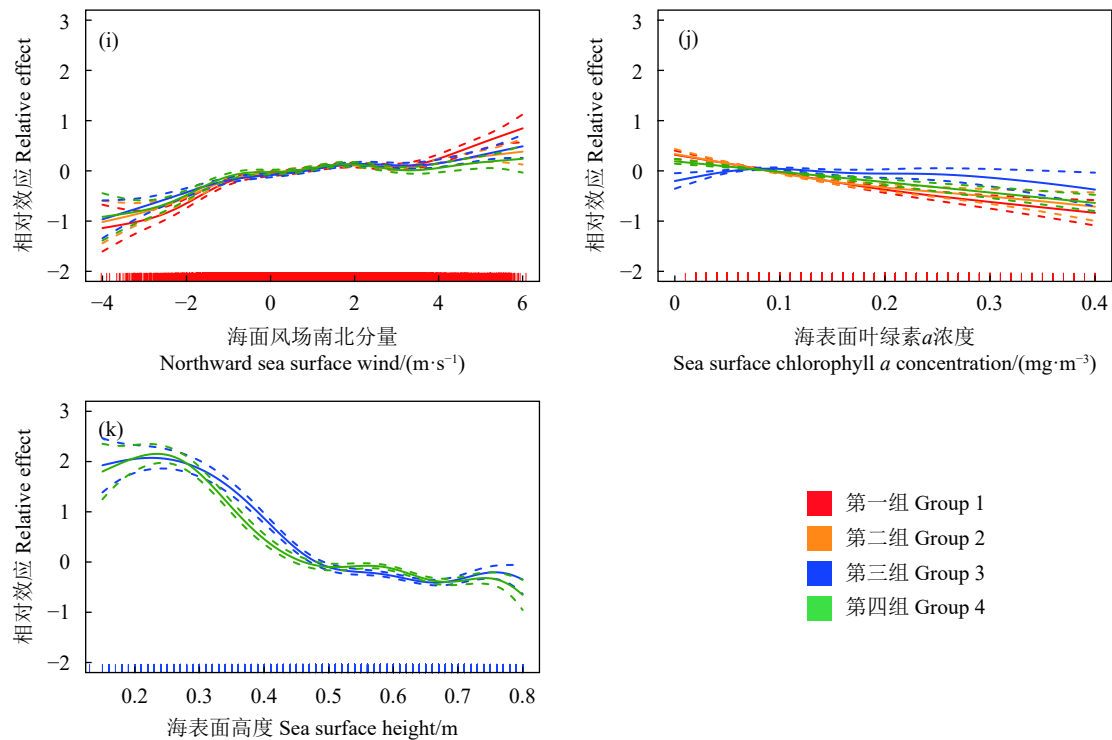 (i)
3
2
1
0
−1
−2
相对效应 Relative effect
−4
−2
0
2
4
6
海面风场南北分量
Northward sea surface wind/(m·s⁻¹)
(j)
3
2
1
0
−1
−2
相对效应 Relative effect
0
0.1
0.2
0.3
0.4
海表面叶绿素a浓度
Sea surface chlorophyll a concentration/(mg·m⁻³)
(k)
3
2
1
0
−1
−2
相对效应 Relative effect
0.2
0.3
0.4
0.5
0.6
0.7
0.8
海表面高度 Sea surface height/m
第一组 Group 1
第二组 Group 2
第三组 Group 3
第四组 Group 4